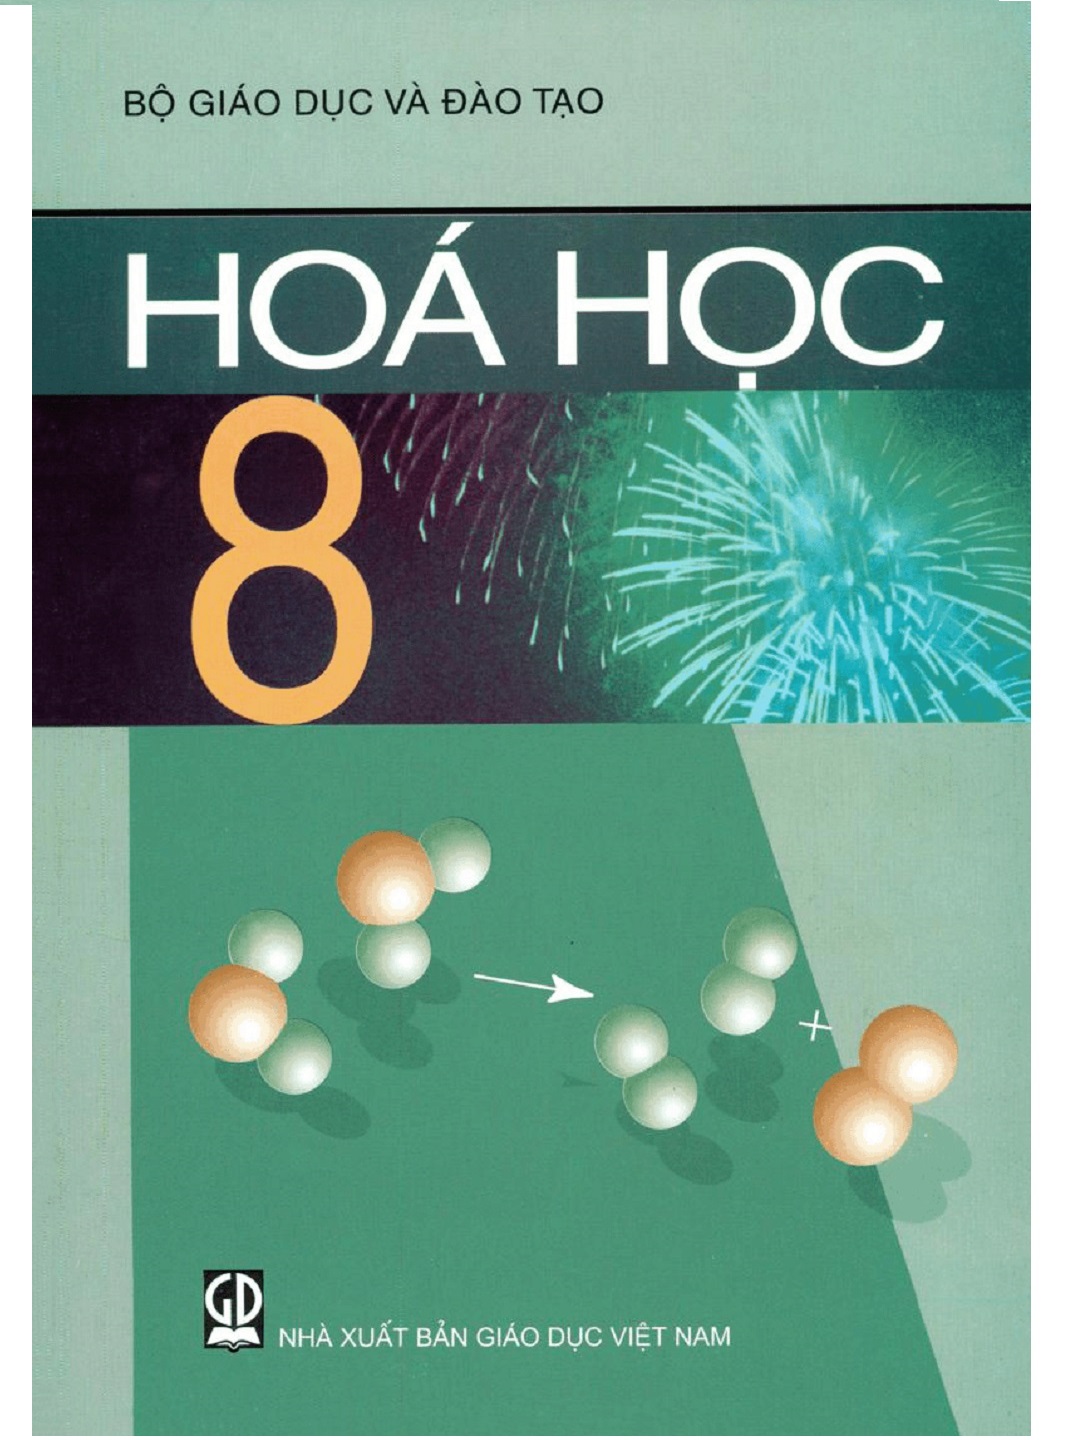 BỘ GIÁO DỤC VÀ ĐÀO TẠO
HOÁ HỌC
8
+
GD
NHÀ XUẤT BẢN GIÁO DỤC VIỆT NAM